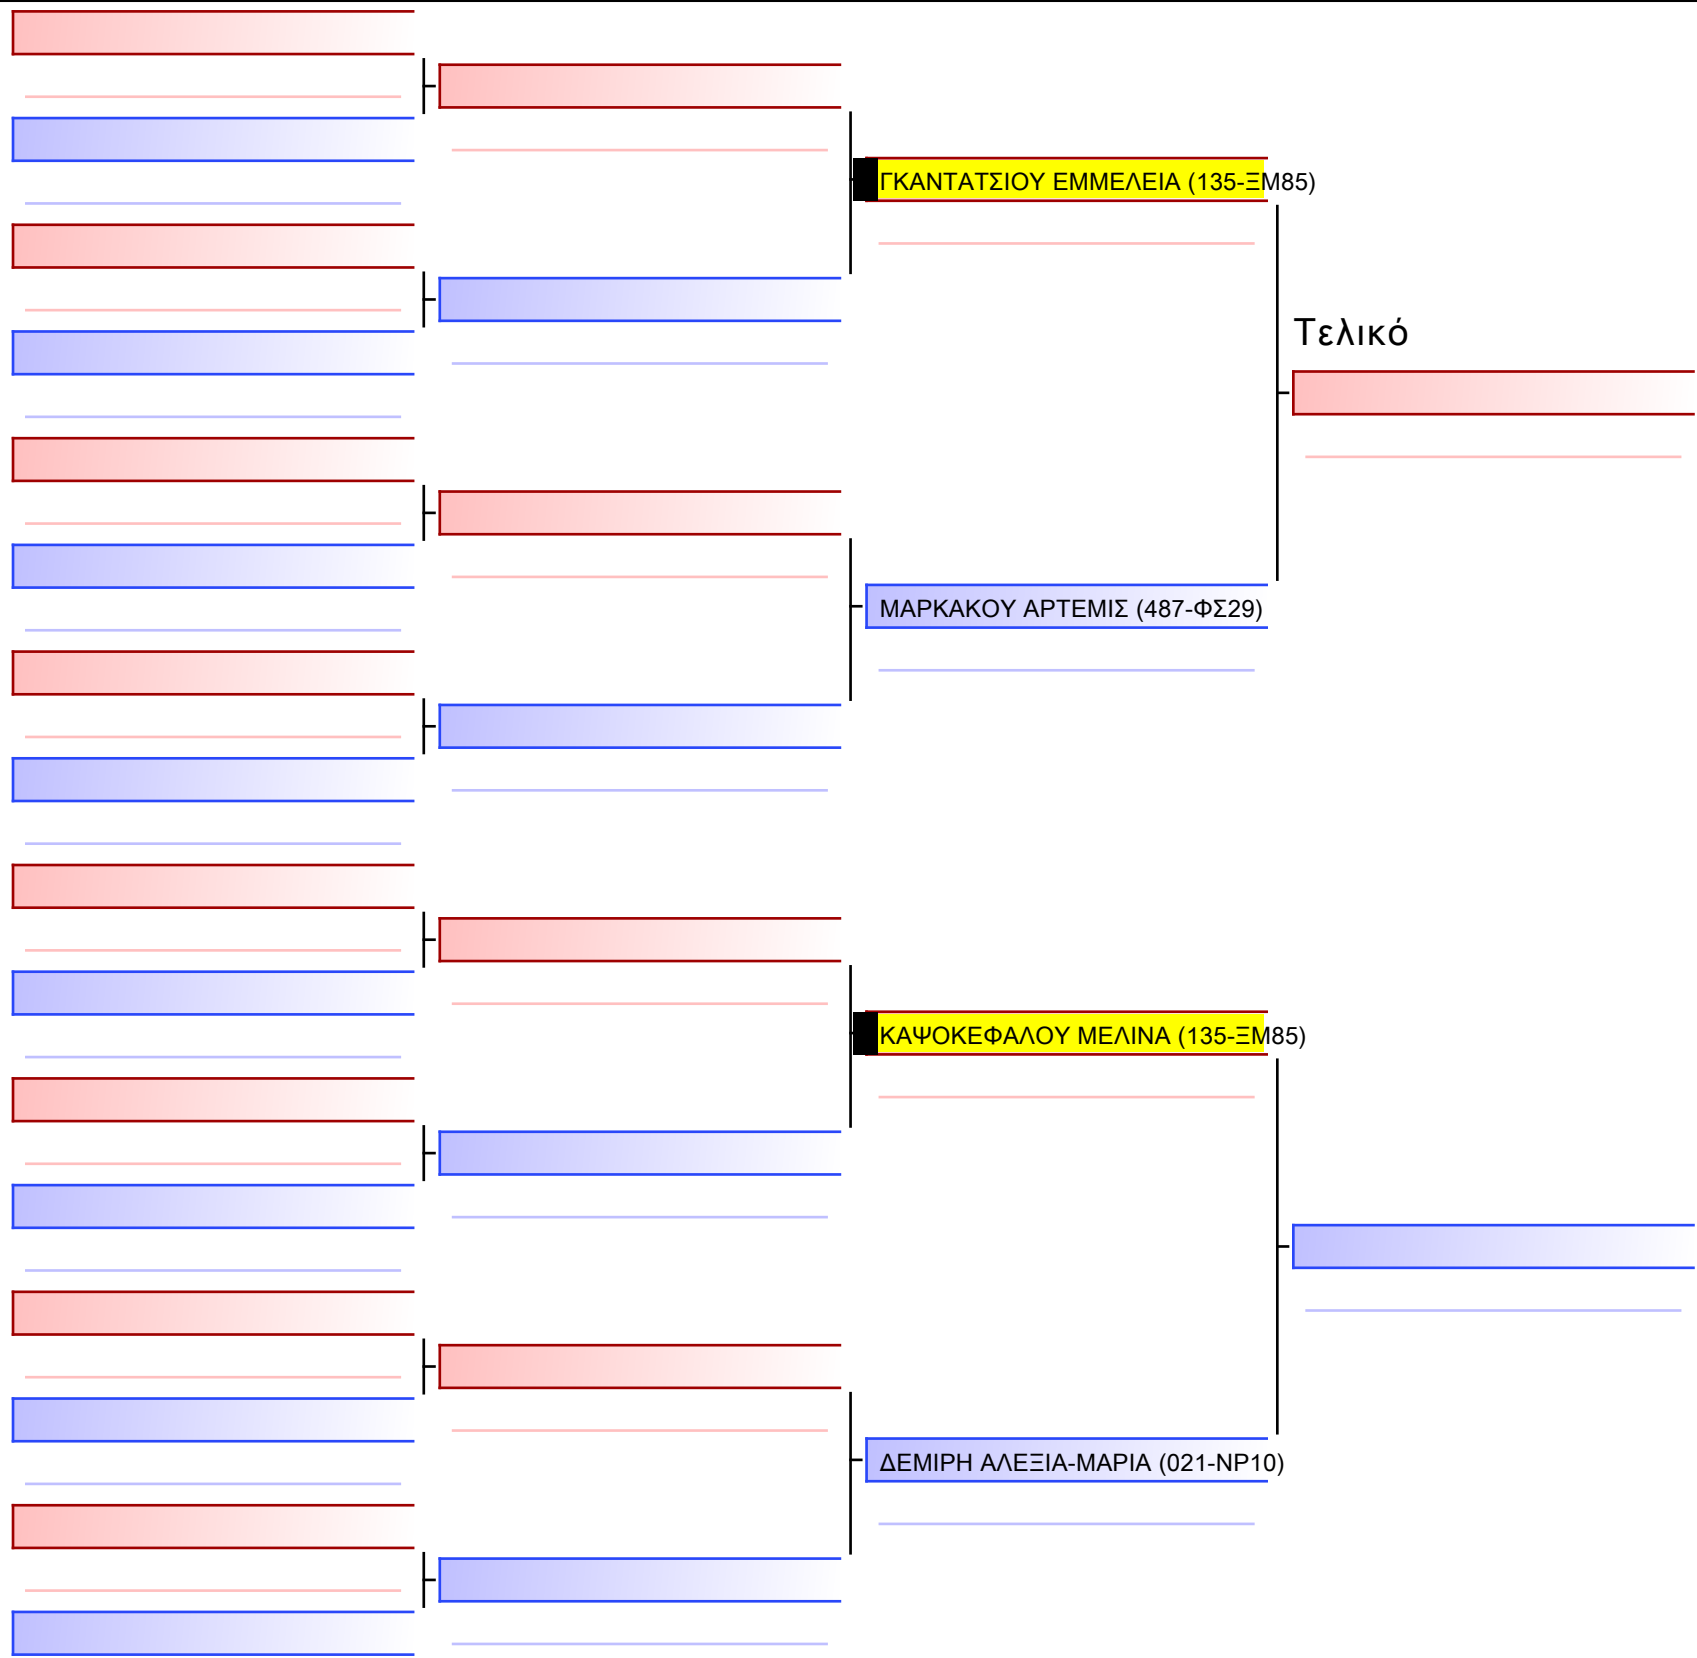 ΓΚΑΝΤΑΤΣΙΟΥ ΕΜΜΕΛΕΙΑ (135-ΞΜ85)
Τελικό
ΜΑΡΚΑΚΟΥ ΑΡΤΕΜΙΣ (487-ΦΣ29)
ΚΑΨΟΚΕΦΑΛΟΥ ΜΕΛΙΝΑ (135-ΞΜ85)
ΔΕΜΙΡΗ ΑΛΕΞΙΑ-ΜΑΡΙΑ (021-ΝΡ10)